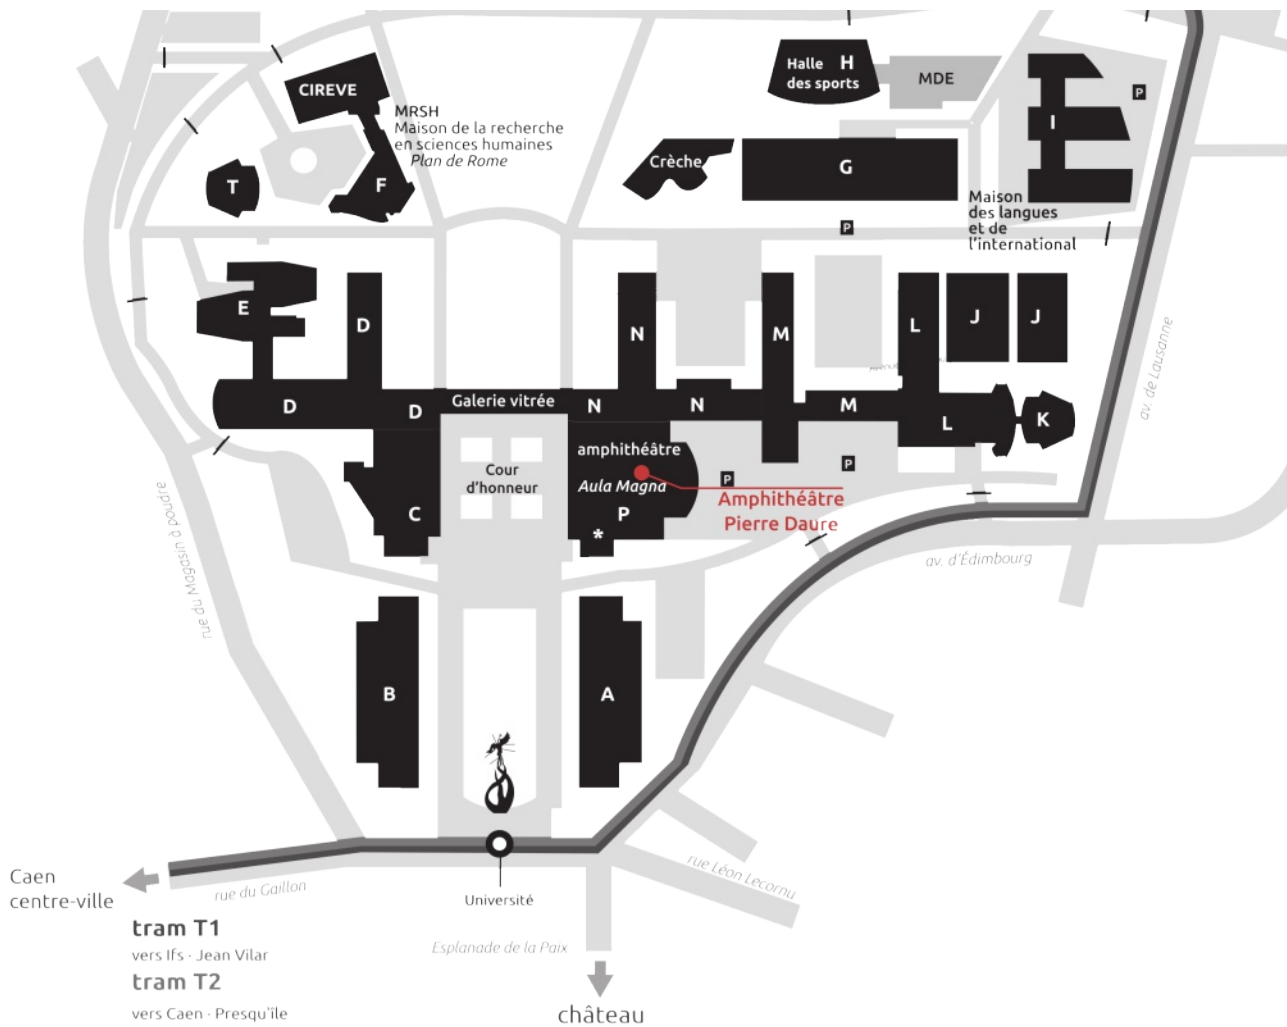 CIREVE
MRSH
Maison de la recherche
en sciences humaines
Plan de Rome
T
F
Halle H
des sports
MDE
P
I
Crèche
G
P
Maison
des langues
et de
l'international
E
D
N
M
L
J
J
D
D
Galerie vitrée
N
N
M
L
K
av. de Lausanne
amphithéâtre
Aula Magna
P
*
P
P
Amphithéâtre
Pierre Daure
Cour
d'honneur
C
rue du Magasin à poudre
av. d'Édimbourg
B
A
Caen
centre-ville
rue du Gaillon
Université
rue Léon Lecornu
tram T1
vers Ifs · Jean Vilar
tram T2
vers Caen · Presqu'île
Esplanade de la Paix
château